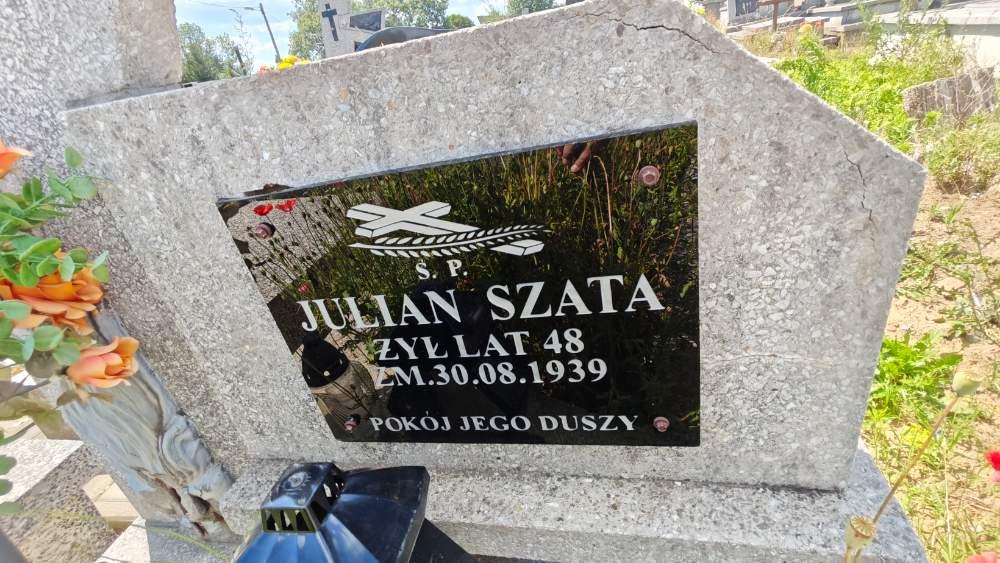 Ś. P.
JULIAN SZATA
ŻYŁ LAT 48
ZM.30.08.1939
POKÓJ JEGO DUSZY